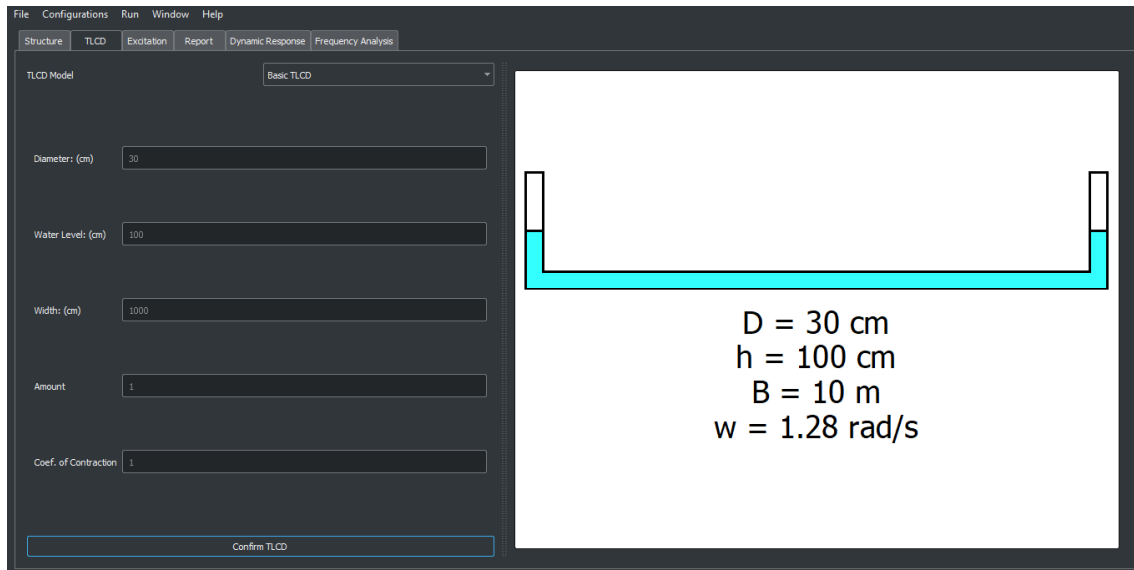 File Configurations Run Window Help
Structure TLCD Excitation Report Dynamic Response Frequency Analysis
TLCD Model Basic TLCD
Diameter: (cm) 30
Water Level: (cm) 100
Width: (cm) 1000
Amount 1
Coef. of Contraction 1
Confirm TLCD
D = 30 cm
h = 100 cm
B = 10 m
w = 1.28 rad/s